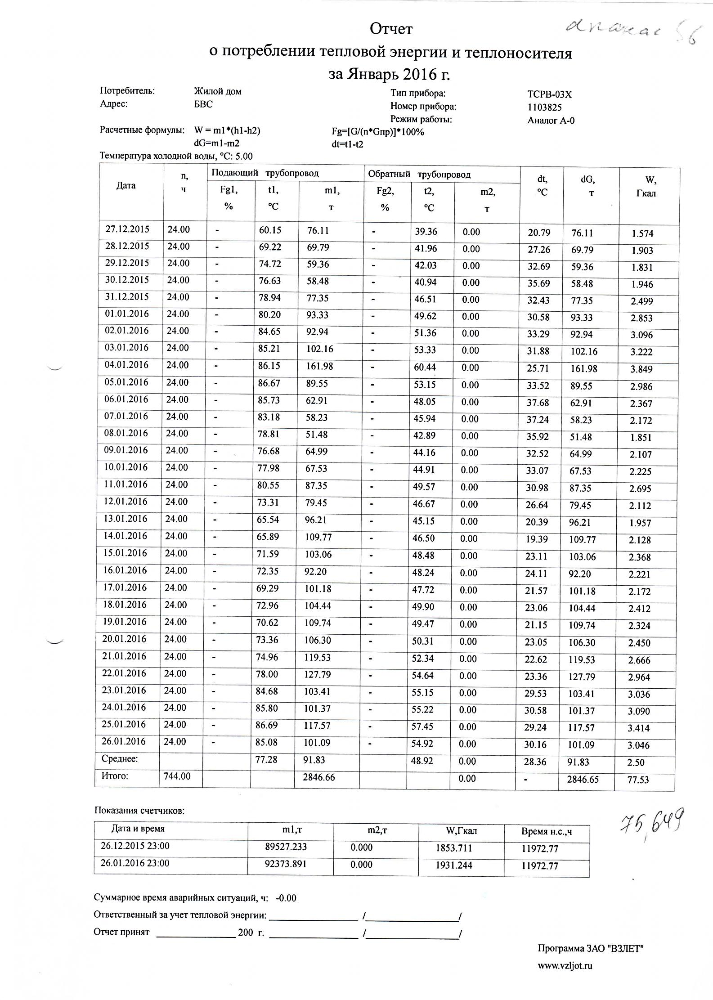 Отчет
о потреблении тепловой энергии и теплоносителя
за Январь 2016 г.
56
Потребитель: Жилой дом Тип прибора: ТСРВ-03Х
Адрес: БВС Номер прибора: 1103825
Режим работы: Аналог А-0
Расчетные формулы: W = m1*(h1-h2) Fg=[G/(n*Gпр)]*100%
dG=m1-m2 dt=t1-t2
Температура холодной воды, °C: 5.00
Дата n, ч Подающий трубопровод Обратный трубопровод dt, °C dG, т W, Гкал
Fg1, % t1, °C m1, т Fg2, % t2, °C m2, т
27.12.2015 24.00 - 60.15 76.11 - 39.36 0.00 20.79 76.11 1.574
28.12.2015 24.00 - 69.22 69.79 - 41.96 0.00 27.26 69.79 1.903
29.12.2015 24.00 - 74.72 59.36 - 42.03 0.00 32.69 59.36 1.831
30.12.2015 24.00 - 76.63 58.48 - 40.94 0.00 35.69 58.48 1.946
31.12.2015 24.00 - 78.94 77.35 - 46.51 0.00 32.43 77.35 2.499
01.01.2016 24.00 - 80.20 93.33 - 49.62 0.00 30.58 93.33 2.853
02.01.2016 24.00 - 84.65 92.94 - 51.36 0.00 33.29 92.94 3.096
03.01.2016 24.00 - 85.21 102.16 - 53.33 0.00 31.88 102.16 3.222
04.01.2016 24.00 - 86.15 161.98 - 60.44 0.00 25.71 161.98 3.849
05.01.2016 24.00 - 86.67 89.55 - 53.15 0.00 33.52 89.55 2.986
06.01.2016 24.00 - 85.73 62.91 - 48.05 0.00 37.68 62.91 2.367
07.01.2016 24.00 - 83.18 58.23 - 45.94 0.00 37.24 58.23 2.172
08.01.2016 24.00 - 78.81 51.48 - 42.89 0.00 35.92 51.48 1.851
09.01.2016 24.00 - 76.68 64.99 - 44.16 0.00 32.52 64.99 2.107
10.01.2016 24.00 - 77.98 67.53 - 44.91 0.00 33.07 67.53 2.225
11.01.2016 24.00 - 80.55 87.35 - 49.57 0.00 30.98 87.35 2.695
12.01.2016 24.00 - 73.31 79.45 - 46.67 0.00 26.64 79.45 2.112
13.01.2016 24.00 - 65.54 96.21 - 45.15 0.00 20.39 96.21 1.957
14.01.2016 24.00 - 65.89 109.77 - 46.50 0.00 19.39 109.77 2.128
15.01.2016 24.00 - 71.59 103.06 - 48.48 0.00 23.11 103.06 2.368
16.01.2016 24.00 - 72.35 92.20 - 48.24 0.00 24.11 92.20 2.221
17.01.2016 24.00 - 69.29 101.18 - 47.72 0.00 21.57 101.18 2.172
18.01.2016 24.00 - 72.96 104.44 - 49.90 0.00 23.06 104.44 2.412
19.01.2016 24.00 - 70.62 109.74 - 49.47 0.00 21.15 109.74 2.324
20.01.2016 24.00 - 73.36 106.30 - 50.31 0.00 23.05 106.30 2.450
21.01.2016 24.00 - 74.96 119.53 - 52.34 0.00 22.62 119.53 2.666
22.01.2016 24.00 - 78.00 127.79 - 54.64 0.00 23.36 127.79 2.964
23.01.2016 24.00 - 84.68 103.41 - 55.15 0.00 29.53 103.41 3.036
24.01.2016 24.00 - 85.80 101.37 - 55.22 0.00 30.58 101.37 3.090
25.01.2016 24.00 - 86.69 117.57 - 57.45 0.00 29.24 117.57 3.414
26.01.2016 24.00 - 85.08 101.09 - 54.92 0.00 30.16 101.09 3.046
Среднее: 77.28 91.83 48.92 0.00 28.36 91.83 2.50
Итого: 744.00 2846.66 0.00 - 2846.65 77.53
Показания счетчиков:
75,649
Дата и время m1,т m2,т W,Гкал Время н.с.,ч
26.12.2015 23:00 89527.233 0.000 1853.711 11972.77
26.01.2016 23:00 92373.891 0.000 1931.244 11972.77
Суммарное время аварийных ситуаций, ч: -0.00
Ответственный за учет тепловой энергии: ____________ /____________/
Отчет принят ____________ 200 г. ____________ /____________/
Программа ЗАО "ВЗЛЕТ"
www.vzljot.ru